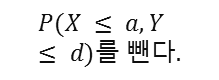 P(X ≤ a, Y
≤ d)를 뺀다.